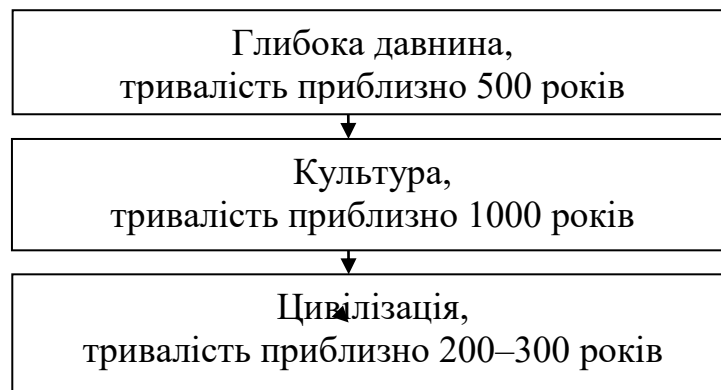 Глибока давнина,
тривалість приблизно 500 років
Культура,
тривалість приблизно 1000 років
Цивілізація,
тривалість приблизно 200–300 років